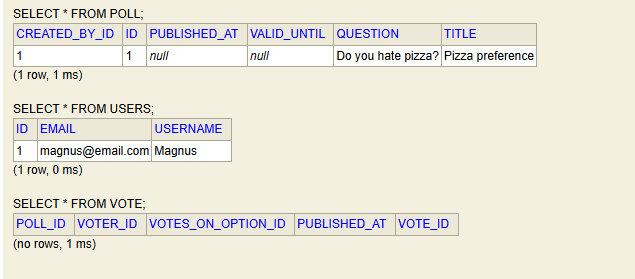 SELECT * FROM POLL;
CREATED_BY_ID ID PUBLISHED_AT VALID_UNTIL QUESTION TITLE
1 1 null null Do you hate pizza? Pizza preference
(1 row, 1 ms)
SELECT * FROM USERS;
ID EMAIL USERNAME
1 magnus@email.com Magnus
(1 row, 0 ms)
SELECT * FROM VOTE;
POLL_ID VOTER_ID VOTES_ON_OPTION_ID PUBLISHED_AT VOTE_ID
(no rows, 1 ms)